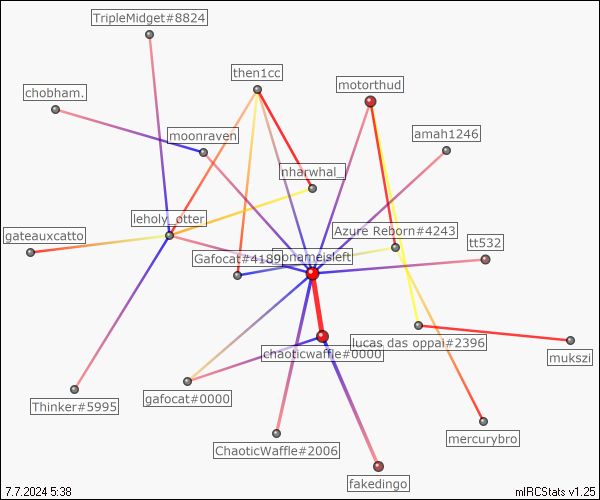 TripleMidget#8824
then1cc
motorthud
chobham.
moonraven
amah1246
nharwhal_
leholy_otter
gateauxcatto
Azure Reborn#4243
Gafocat#4189
nonameisleft
tt532
chaoticwaffle#0000
lucas das oppai#2396
mukszi
gafocat#0000
Thinker#5995
mercurybro
ChaoticWaffle#2006
fakedingo
7.7.2024 5:38
mIRCStats v1.25